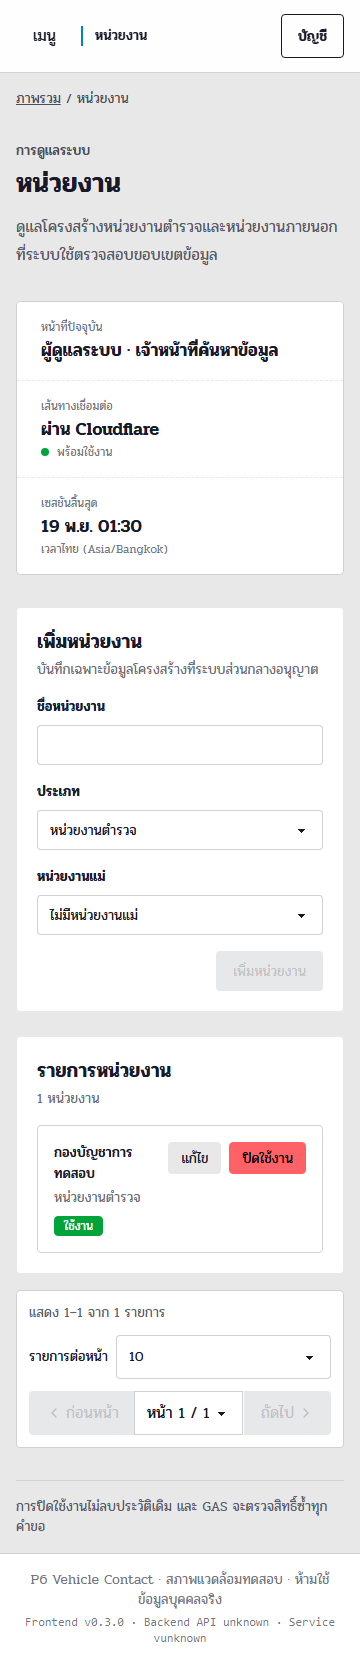 เมนู
หน่วยงาน
บัญชี
ภาพรวม / หน่วยงาน
การดูแลระบบ
หน่วยงาน
ดูแลโครงสร้างหน่วยงานตำรวจและหน่วยงานภายนอก
ที่ระบบใช้ตรวจสอบขอบเขตข้อมูล
หน้าที่ปัจจุบัน
ผู้ดูแลระบบ · เจ้าหน้าที่ค้นหาข้อมูล
เส้นทางเชื่อมต่อ
ผ่าน Cloudflare
พร้อมใช้งาน
เซสชันสิ้นสุด
19 พ.ย. 01:30
เวลาไทย (Asia/Bangkok)
เพิ่มหน่วยงาน
บันทึกเฉพาะข้อมูลโครงสร้างที่ระบบส่วนกลางอนุญาต
ชื่อหน่วยงาน
ประเภท
หน่วยงานตำรวจ
หน่วยงานแม่
ไม่มีหน่วยงานแม่
เพิ่มหน่วยงาน
รายการหน่วยงาน
1 หน่วยงาน
กองบัญชาการ
ทดสอบ
หน่วยงานตำรวจ
ใช้งาน
แก้ไข
ปิดใช้งาน
แสดง 1–1 จาก 1 รายการ
รายการต่อหน้า
10
ก่อนหน้า
หน้า 1 / 1
ถัดไป
การปิดใช้งานไม่ลบประวัติเดิม และ GAS จะตรวจสิทธิ์ซ้ำทุก
คำขอ
P6 Vehicle Contact · สภาพแวดล้อมทดสอบ · ห้ามใช้
ข้อมูลบุคคลจริง
Frontend v0.3.0 · Backend API unknown · Service
vunknown